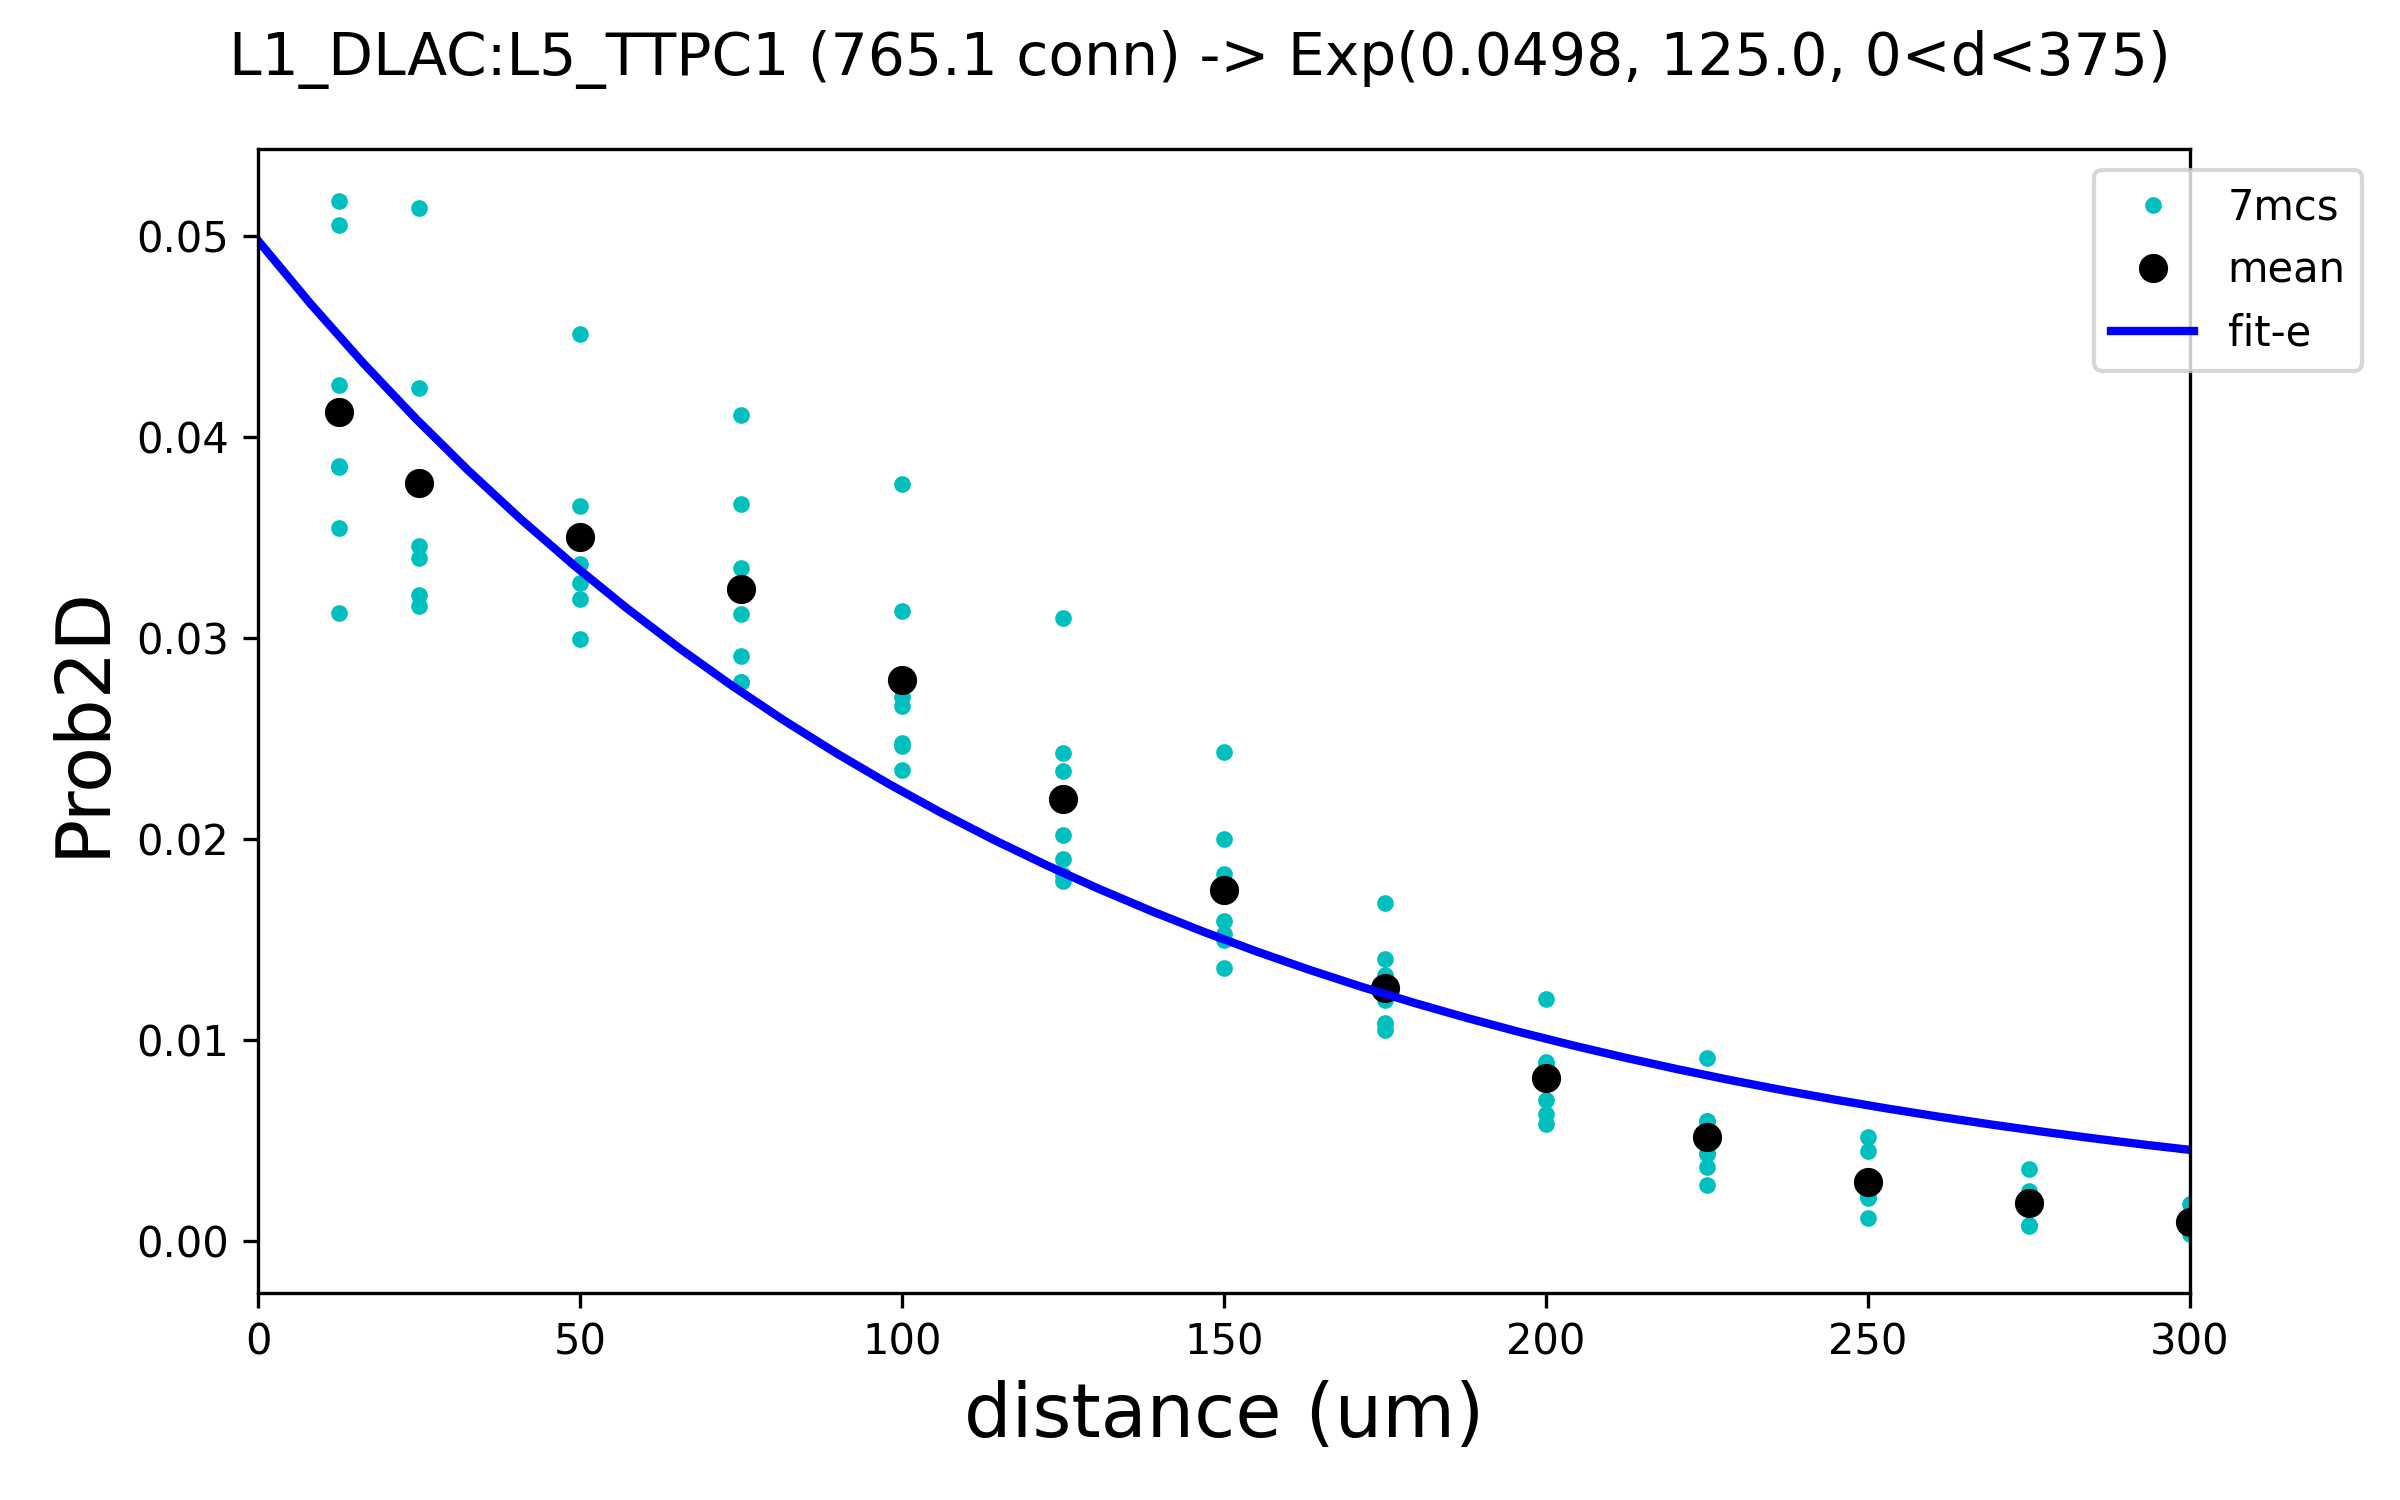 L1_DLAC:L5_TTPC1 (765.1 conn) -> Exp(0.0498, 125.0, 0<d<375)
7mcs
mean
fit-e
Prob2D
0.05
0.04
0.03
0.02
0.01
0.00
0 50 100 150 200 250 300
distance (um)